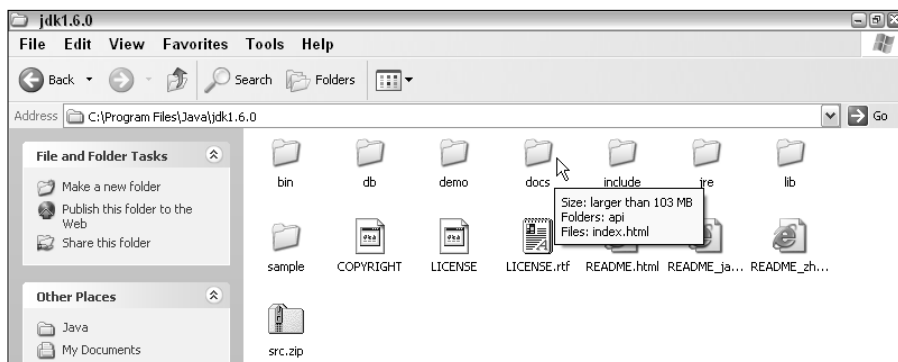 jdk1.6.0
File Edit View Favorites Tools Help
Back Search Folders
Address C:\Program Files\Java\jdk1.6.0 Go
File and Folder Tasks
Make a new folder
Publish this folder to the
Web
Share this folder
Other Places
Java
My Documents
bin db demo docs include jre lib
Size: larger than 103 MB
Folders: api
Files: index.html
sample COPYRIGHT LICENSE LICENSE.rtf README.html README_ja... README_zh...
src.zip